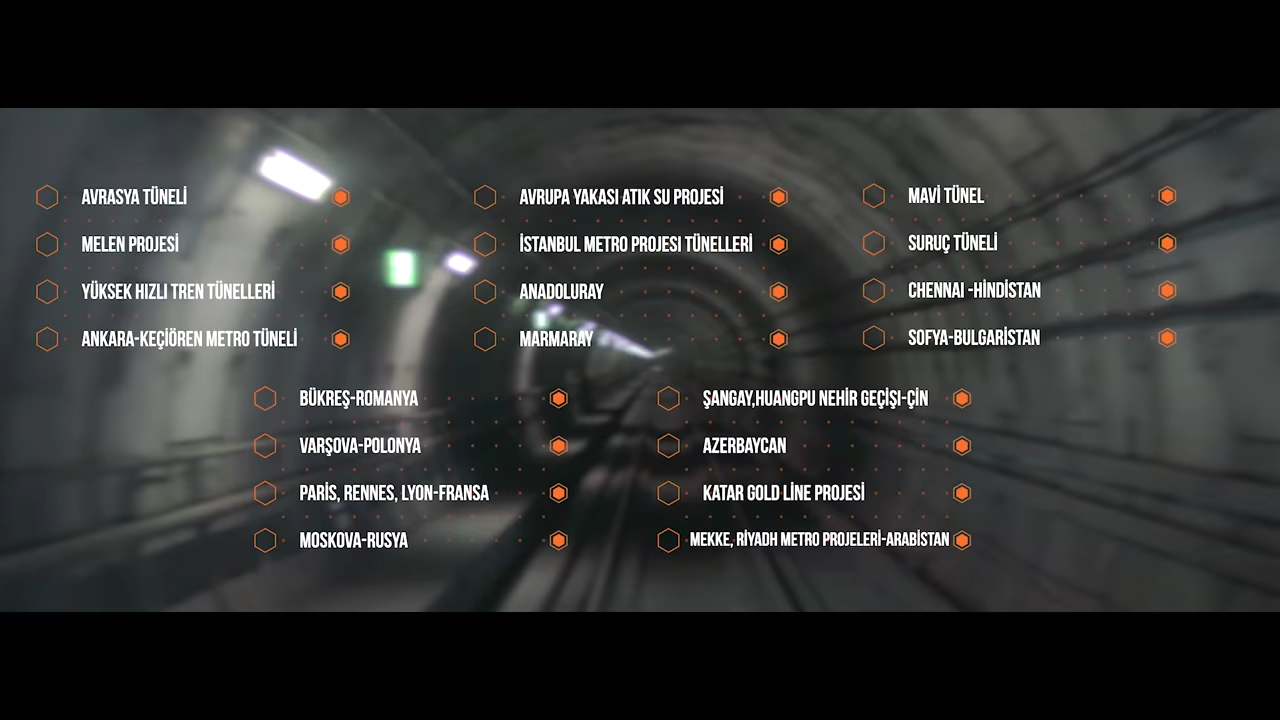 AVRASYA TÜNELİ
MELEN PROJESİ
YÜKSEK HIZLI TREN TÜNELLERİ
ANKARA-KEÇİÖREN METRO TÜNELİ
AVRUPA YAKASI ATIK SU PROJESİ
İSTANBUL METRO PROJESI TÜNELLERİ
ANADOLURAY
MARMARAY
MAVİ TÜNEL
SURUÇ TÜNELİ
CHENNAI -HİNDİSTAN
SOFYA-BULGARİSTAN
BÜKREŞ-ROMANYA
VARŞOVA-POLONYA
PARİS, RENNES, LYON-FRANSA
MOSKOVA-RUSYA
ŞANGAY,HUANGPU NEHİR GEÇİŞI-ÇİN
AZERBAYCAN
KATAR GOLD LİNE PROJESİ
MEKKE, RİYADH METRO PROJELERİ-ARABİSTAN